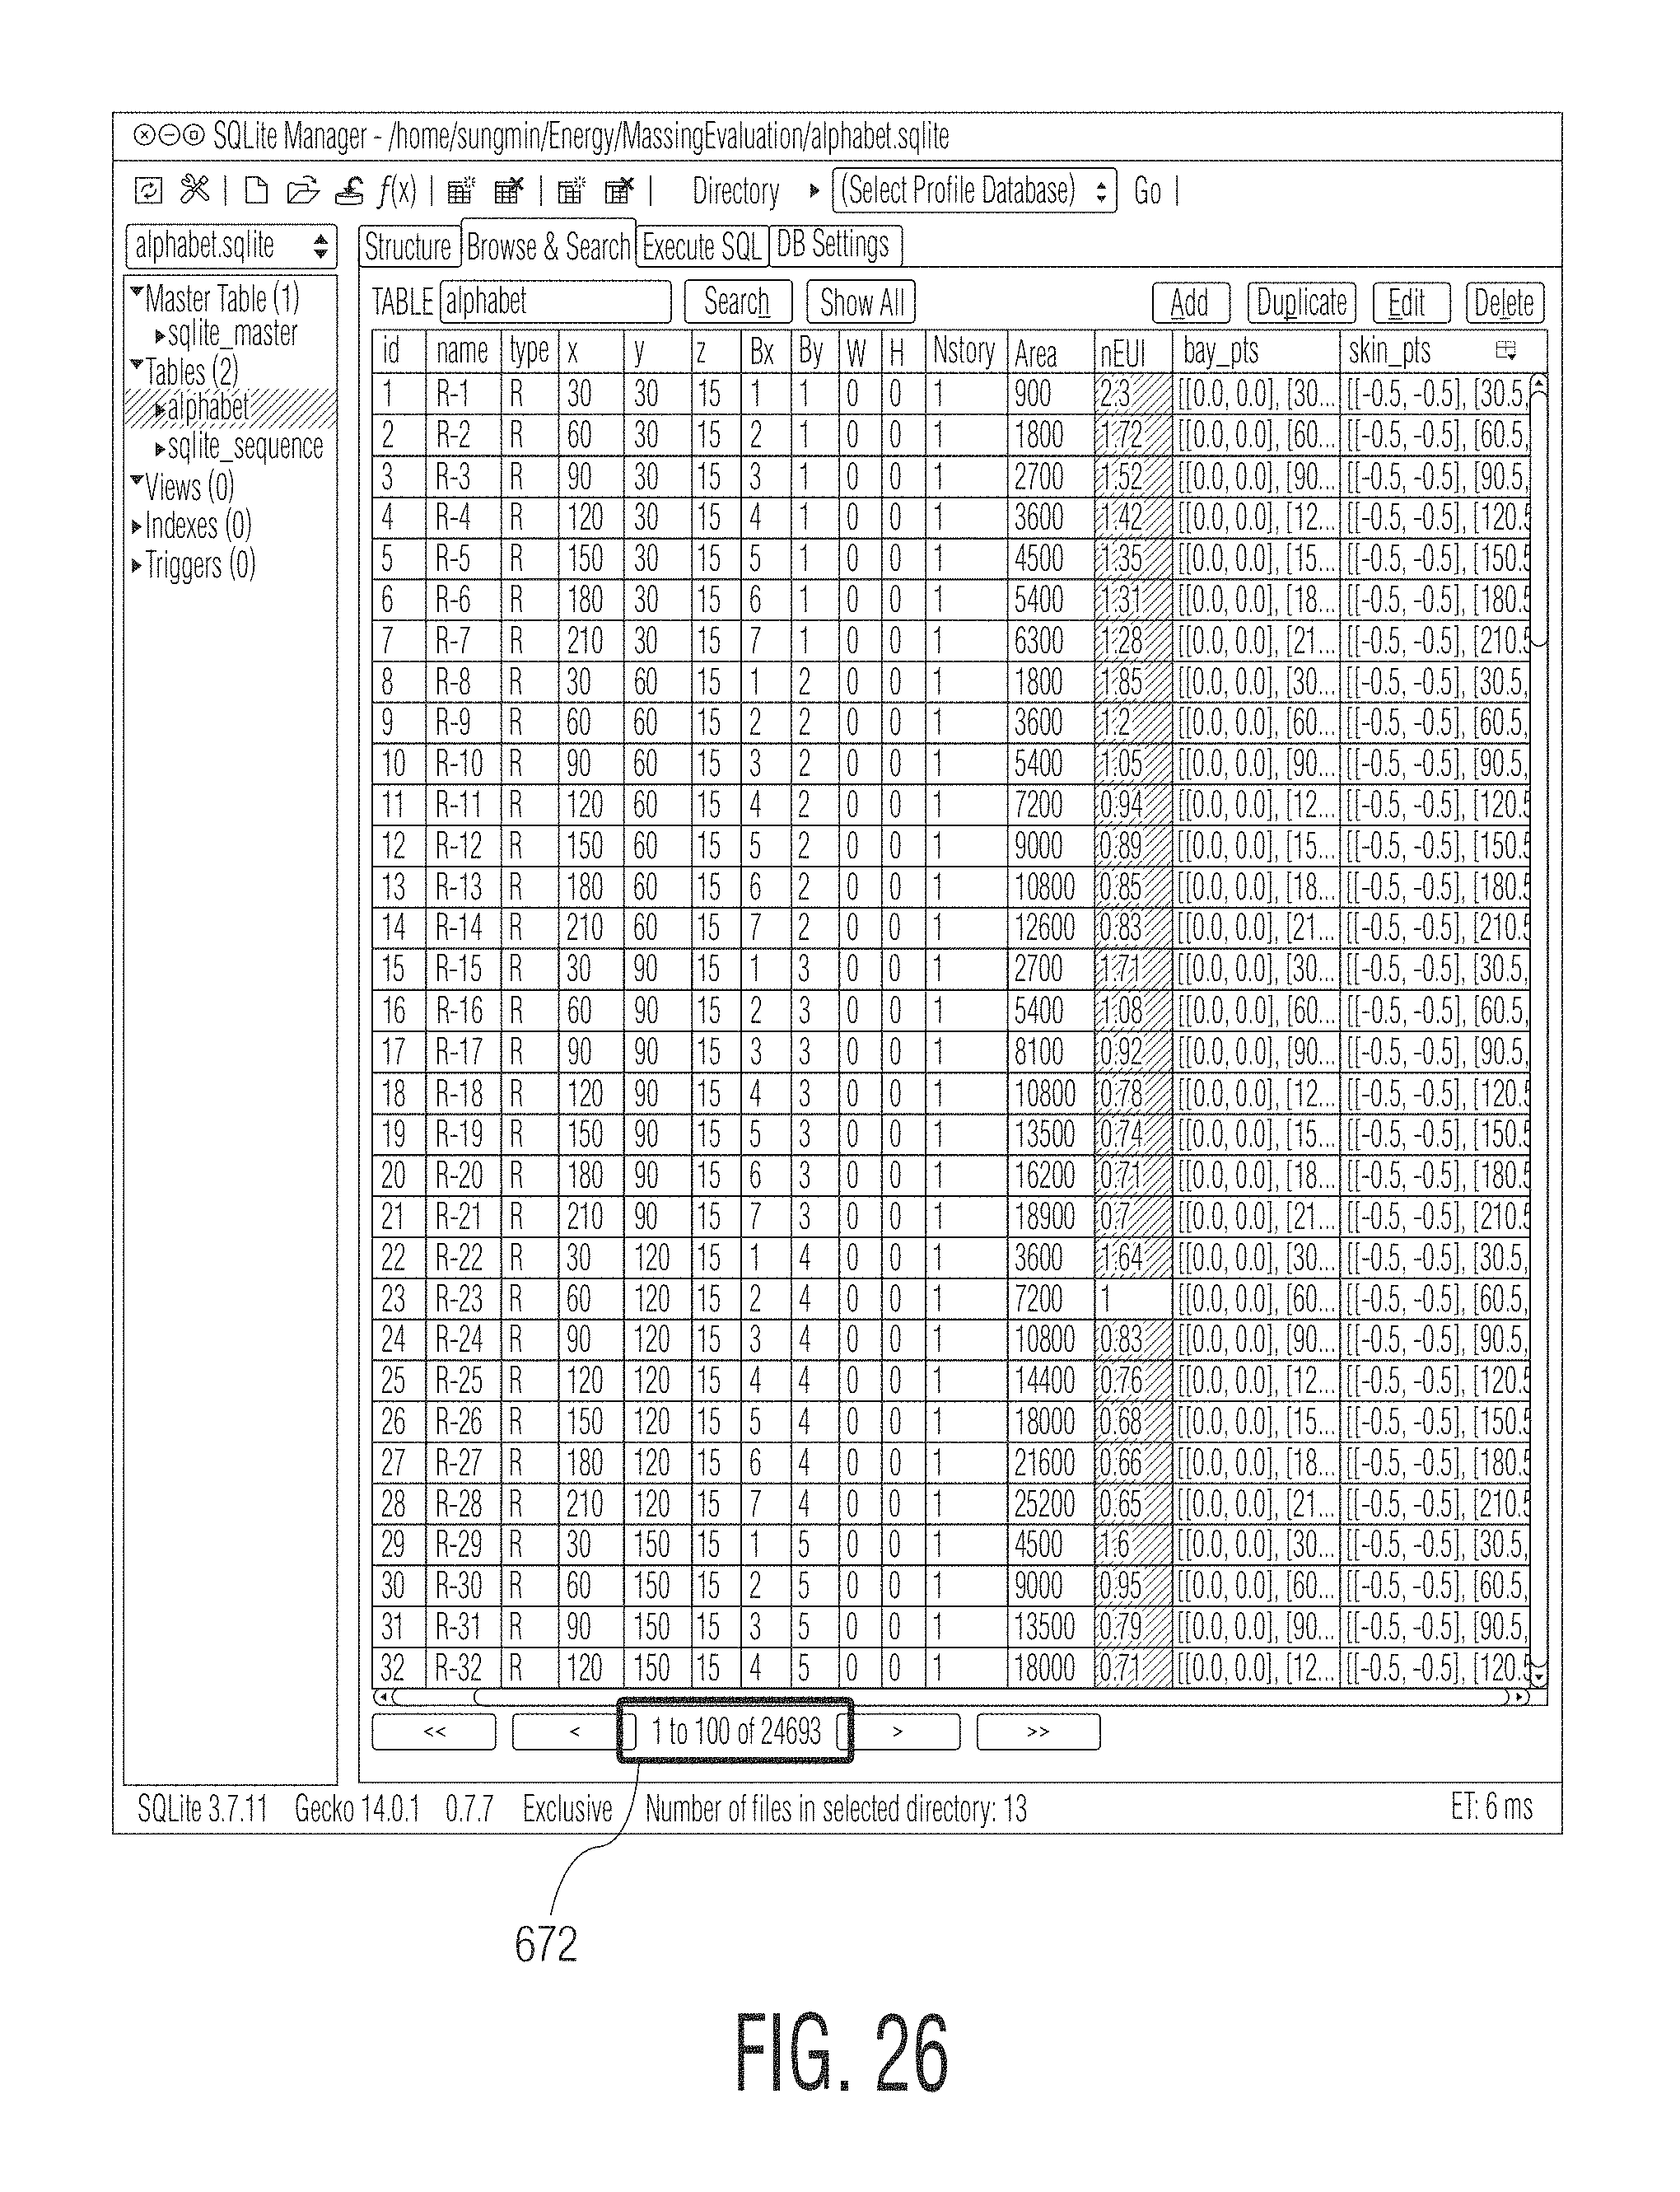 SQLite Manager - /home/sungmin/Energy/MassingEvaluation/alphabet.sqlite
f(x) Directory (Select Profile Database) Go
alphabet.sqlite
Master Table (1)
sqlite_master
Tables (2)
alphabet
sqlite_sequence
Views (0)
Indexes (0)
Triggers (0)
Structure Browse & Search Execute SQL DB Settings
TABLE alphabet Search Show All Add Duplicate Edit Delete
id name type x y z Bx By W H Nstory Area nEUI bay_pts skin_pts
1 R-1 R 30 30 15 1 1 0 0 1 900 2.3 [[0.0, 0.0], [30... [[-0.5, -0.5], [30.5,
2 R-2 R 60 30 15 2 1 0 0 1 1800 1.72 [[0.0, 0.0], [60... [[-0.5, -0.5], [60.5,
3 R-3 R 90 30 15 3 1 0 0 1 2700 1.52 [[0.0, 0.0], [90... [[-0.5, -0.5], [90.5,
4 R-4 R 120 30 15 4 1 0 0 1 3600 1.42 [[0.0, 0.0], [12... [[-0.5, -0.5], [120.5
5 R-5 R 150 30 15 5 1 0 0 1 4500 1.35 [[0.0, 0.0], [15... [[-0.5, -0.5], [150.5
6 R-6 R 180 30 15 6 1 0 0 1 5400 1.31 [[0.0, 0.0], [18... [[-0.5, -0.5], [180.5
7 R-7 R 210 30 15 7 1 0 0 1 6300 1.28 [[0.0, 0.0], [21... [[-0.5, -0.5], [210.5
8 R-8 R 30 60 15 1 2 0 0 1 1800 1.85 [[0.0, 0.0], [30... [[-0.5, -0.5], [30.5,
9 R-9 R 60 60 15 2 2 0 0 1 3600 1.2 [[0.0, 0.0], [60... [[-0.5, -0.5], [60.5,
10 R-10 R 90 60 15 3 2 0 0 1 5400 1.05 [[0.0, 0.0], [90... [[-0.5, -0.5], [90.5,
11 R-11 R 120 60 15 4 2 0 0 1 7200 0.94 [[0.0, 0.0], [12... [[-0.5, -0.5], [120.5
12 R-12 R 150 60 15 5 2 0 0 1 9000 0.89 [[0.0, 0.0], [15... [[-0.5, -0.5], [150.5
13 R-13 R 180 60 15 6 2 0 0 1 10800 0.85 [[0.0, 0.0], [18... [[-0.5, -0.5], [180.5
14 R-14 R 210 60 15 7 2 0 0 1 12600 0.83 [[0.0, 0.0], [21... [[-0.5, -0.5], [210.5
15 R-15 R 30 90 15 1 3 0 0 1 2700 1.71 [[0.0, 0.0], [30... [[-0.5, -0.5], [30.5,
16 R-16 R 60 90 15 2 3 0 0 1 5400 1.08 [[0.0, 0.0], [60... [[-0.5, -0.5], [60.5,
17 R-17 R 90 90 15 3 3 0 0 1 8100 0.92 [[0.0, 0.0], [90... [[-0.5, -0.5], [90.5,
18 R-18 R 120 90 15 4 3 0 0 1 10800 0.78 [[0.0, 0.0], [12... [[-0.5, -0.5], [120.5
19 R-19 R 150 90 15 5 3 0 0 1 13500 0.74 [[0.0, 0.0], [15... [[-0.5, -0.5], [150.5
20 R-20 R 180 90 15 6 3 0 0 1 16200 0.71 [[0.0, 0.0], [18... [[-0.5, -0.5], [180.5
21 R-21 R 210 90 15 7 3 0 0 1 18900 0.7 [[0.0, 0.0], [21... [[-0.5, -0.5], [210.5
22 R-22 R 30 120 15 1 4 0 0 1 3600 1.64 [[0.0, 0.0], [30... [[-0.5, -0.5], [30.5,
23 R-23 R 60 120 15 2 4 0 0 1 7200 1 [[0.0, 0.0], [60... [[-0.5, -0.5], [60.5,
24 R-24 R 90 120 15 3 4 0 0 1 10800 0.83 [[0.0, 0.0], [90... [[-0.5, -0.5], [90.5,
25 R-25 R 120 120 15 4 4 0 0 1 14400 0.76 [[0.0, 0.0], [12... [[-0.5, -0.5], [120.5
26 R-26 R 150 120 15 5 4 0 0 1 18000 0.68 [[0.0, 0.0], [15... [[-0.5, -0.5], [150.5
27 R-27 R 180 120 15 6 4 0 0 1 21600 0.66 [[0.0, 0.0], [18... [[-0.5, -0.5], [180.5
28 R-28 R 210 120 15 7 4 0 0 1 25200 0.65 [[0.0, 0.0], [21... [[-0.5, -0.5], [210.5
29 R-29 R 30 150 15 1 5 0 0 1 4500 1.6 [[0.0, 0.0], [30... [[-0.5, -0.5], [30.5,
30 R-30 R 60 150 15 2 5 0 0 1 9000 0.95 [[0.0, 0.0], [60... [[-0.5, -0.5], [60.5,
31 R-31 R 90 150 15 3 5 0 0 1 13500 0.79 [[0.0, 0.0], [90... [[-0.5, -0.5], [90.5,
32 R-32 R 120 150 15 4 5 0 0 1 18000 0.71 [[0.0, 0.0], [12... [[-0.5, -0.5], [120.5
<< < 1 to 100 of 24693 > >>
SQLite 3.7.11 Gecko 14.0.1 0.7.7 Exclusive Number of files in selected directory: 13 ET: 6 ms
672
FIG. 26